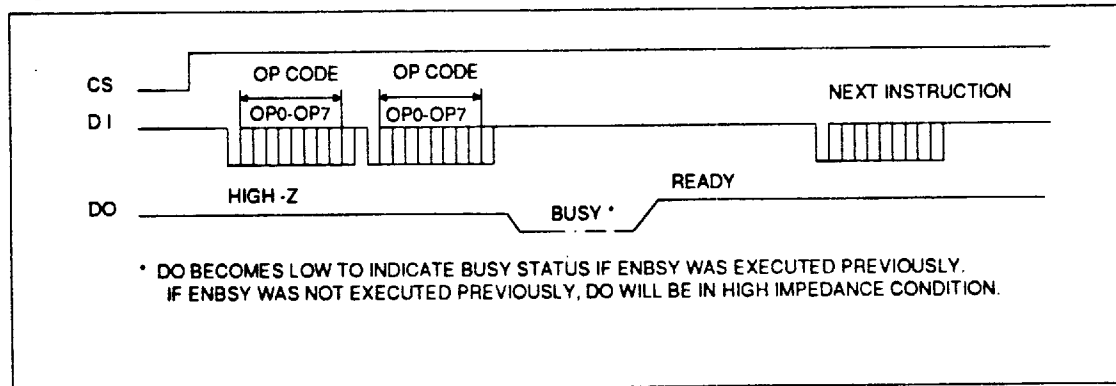 CS
OP CODE OP CODE
DI
OP0-OP7 OP0-OP7
NEXT INSTRUCTION
DO
HIGH -Z
BUSY *
READY
* DO BECOMES LOW TO INDICATE BUSY STATUS IF ENBSY WAS EXECUTED PREVIOUSLY.
IF ENBSY WAS NOT EXECUTED PREVIOUSLY, DO WILL BE IN HIGH IMPEDANCE CONDITION.